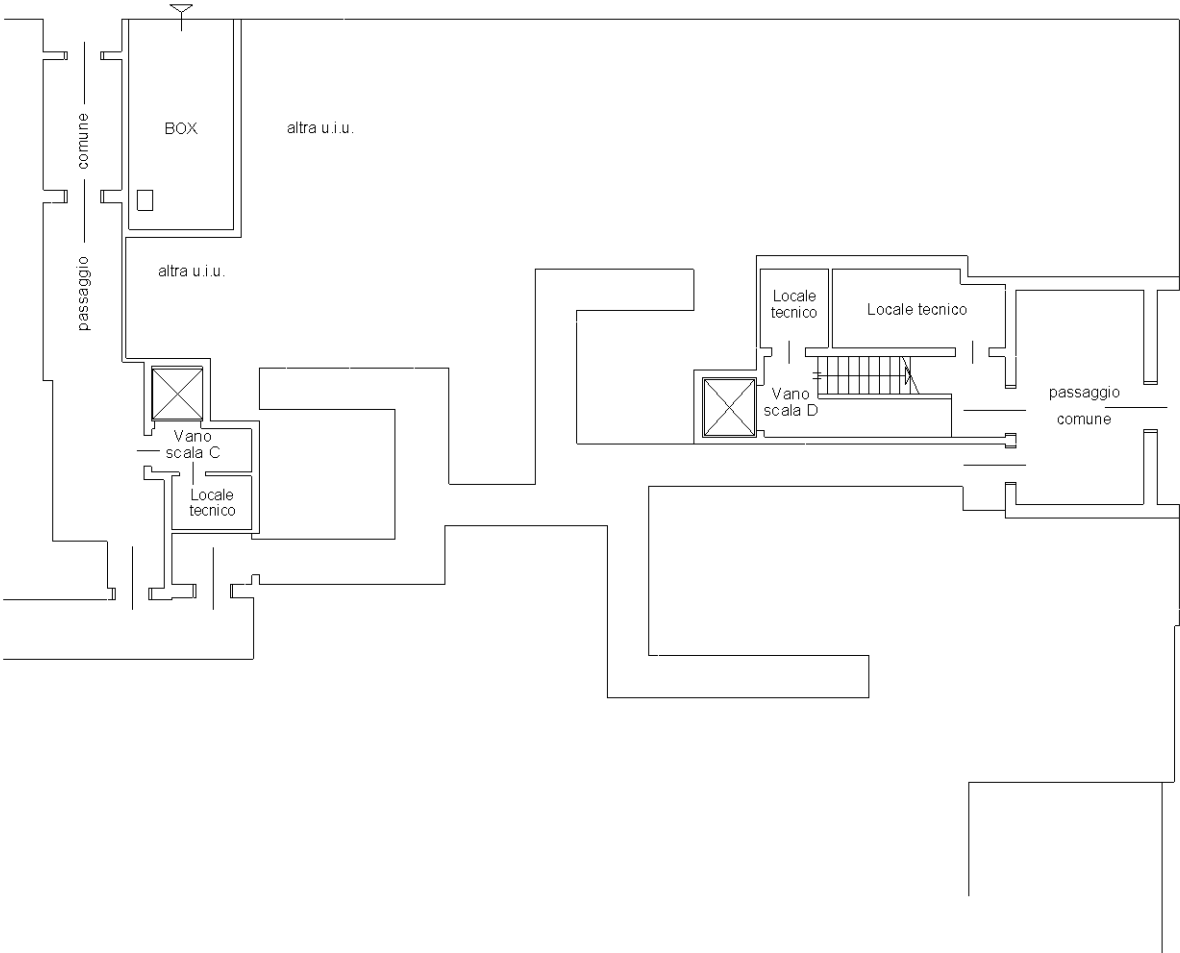 comune
BOX
altra u.i.u.
passaggio
altra u.i.u.
Locale
tecnico
Locale tecnico
Vano
scala D
passaggio
comune
Vano
scala C
Locale
tecnico